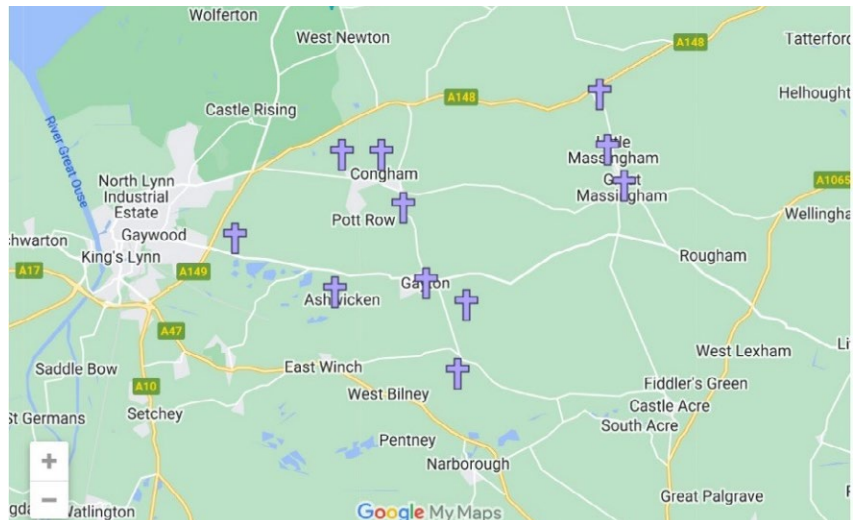 Wolferton
West Newton
A148
Tatterford
Helhought
A148
Castle Rising
River Great Ouse
Little
Massingham
North Lynn
Industrial
Estate
Congham
Great
Massingham
A1065
Pott Row
Wellingha
chwarton
Gaywood
King's Lynn
Rougham
A17
A149
Gayton
Ashwicken
A47
West Lexham
Saddle Bow
East Winch
A10
West Bilney
Fiddler's Green
Castle Acre
St Germans
Setchey
South Acre
Pentney
+
Narborough
−
Great Palgrave
Watlington
Google My Maps